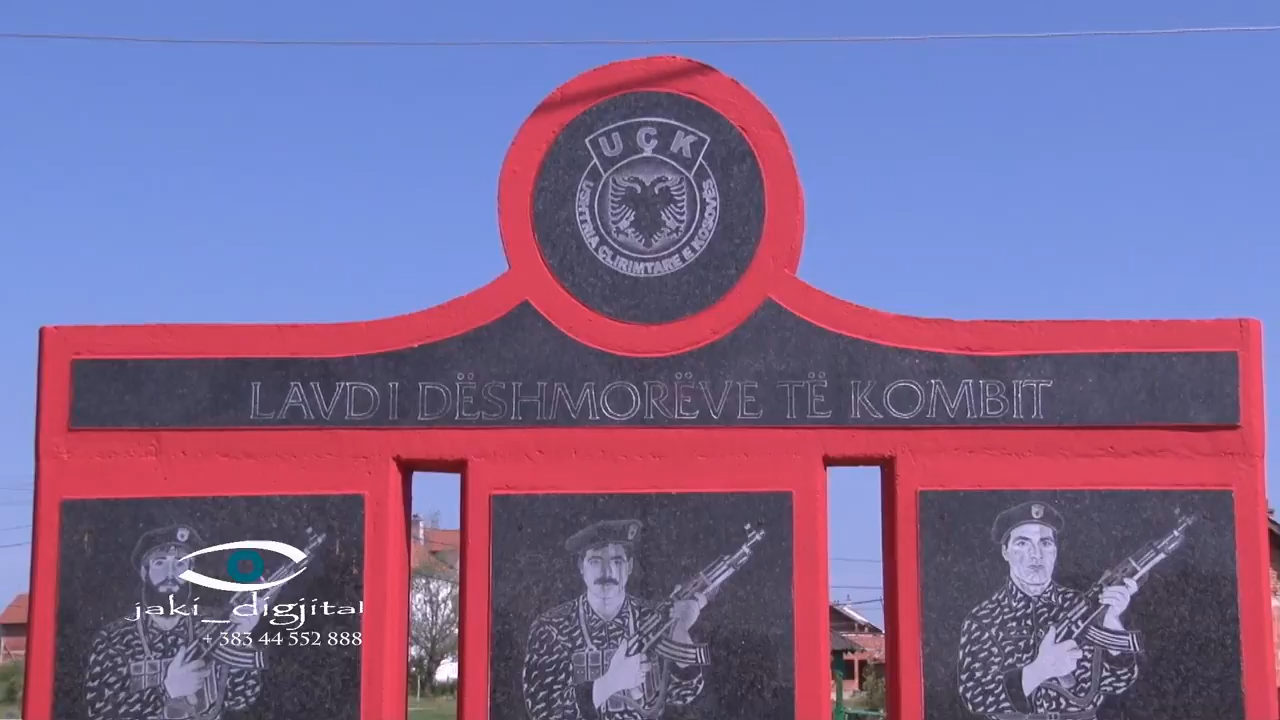 UÇK
USHTRIA ÇLIRIMTARE E KOSOVËS
LAVDI DËSHMORËVE TË KOMBIT
jaki_digjital
+ 383 44 552 888